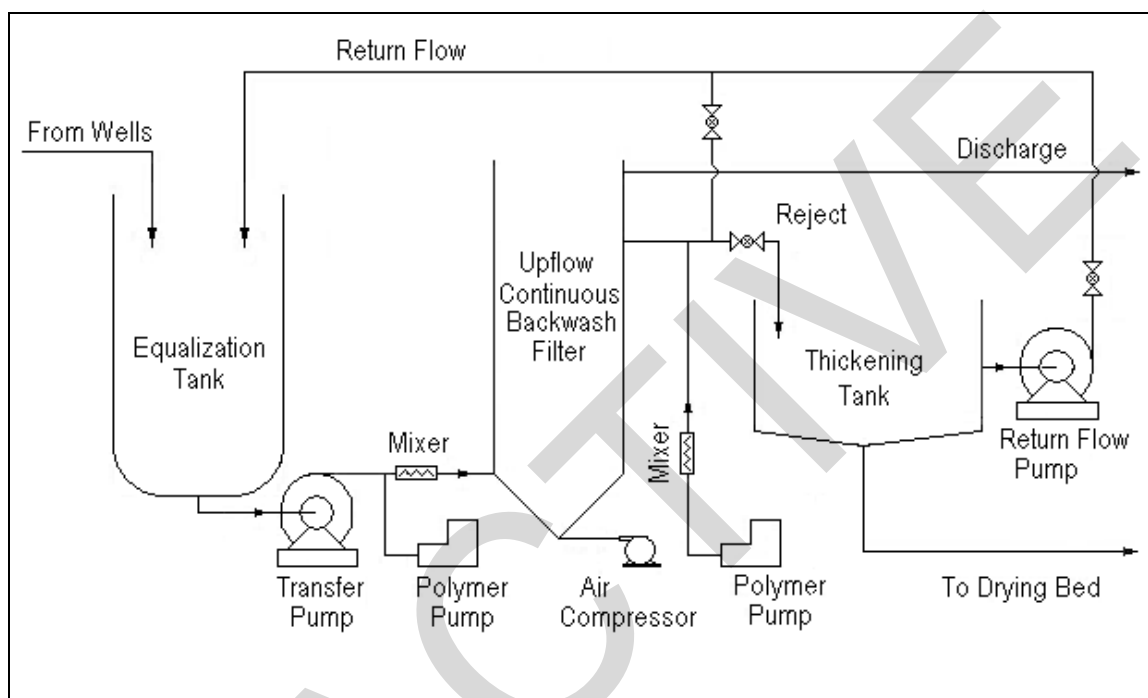 Return Flow
From Wells
Discharge
Reject
Upflow
Continuous
Backwash
Filter
Equalization
Tank
Thickening
Tank
Mixer
Mixer
Return Flow
Pump
Transfer
Pump
Polymer
Pump
Air
Compressor
Polymer
Pump
To Drying Bed
CTIVE